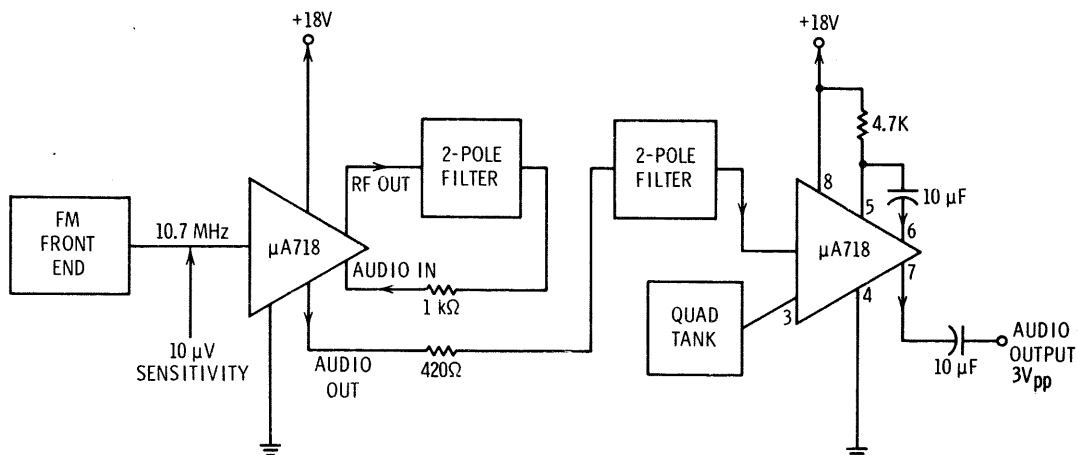 +18V
+18V
2-POLE
FILTER
2-POLE
FILTER
4.7K
RF OUT
8
5
10 µF
6
FM
FRONT
END
10.7 MHz
µA718
µA718
7
AUDIO IN
1 kΩ
QUAD
TANK
3
4
10 µV
SENSITIVITY
AUDIO
OUT
420Ω
10 µF
AUDIO
OUTPUT
3Vpp